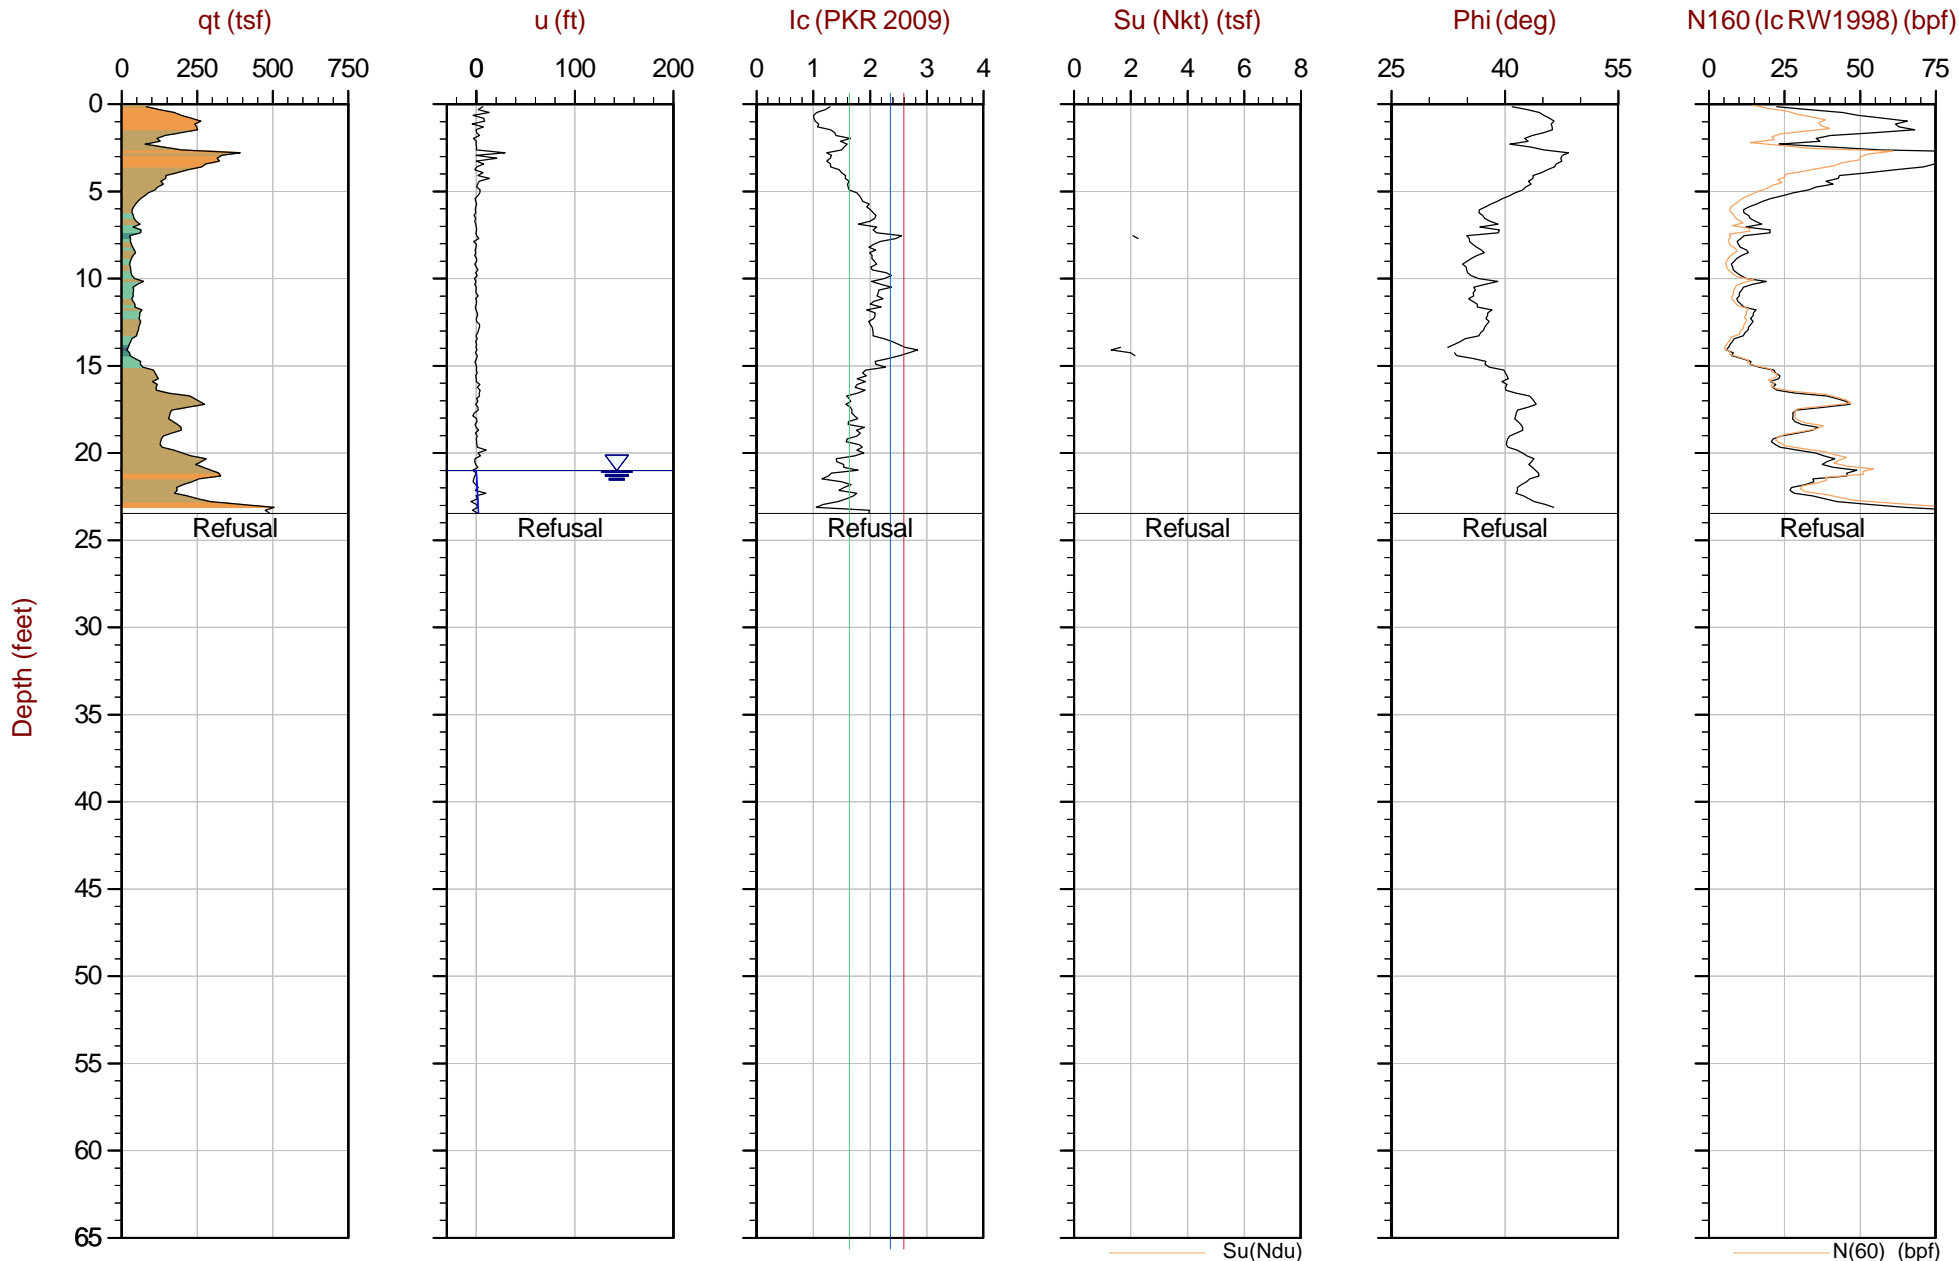 qt (tsf) u (ft) Ic (PKR 2009) Su (Nkt) (tsf) Phi (deg) N160 (Ic RW1998) (bpf)
0 250 500 750 0 100 200 0 1 2 3 4 0 2 4 6 8 25 40 55 0 25 50 75
0
5
10
15
20
Refusal Refusal Refusal Refusal Refusal Refusal
25
30
Depth (feet)
35
40
45
50
55
60
65
Su(Ndu) N(60) (bpf)